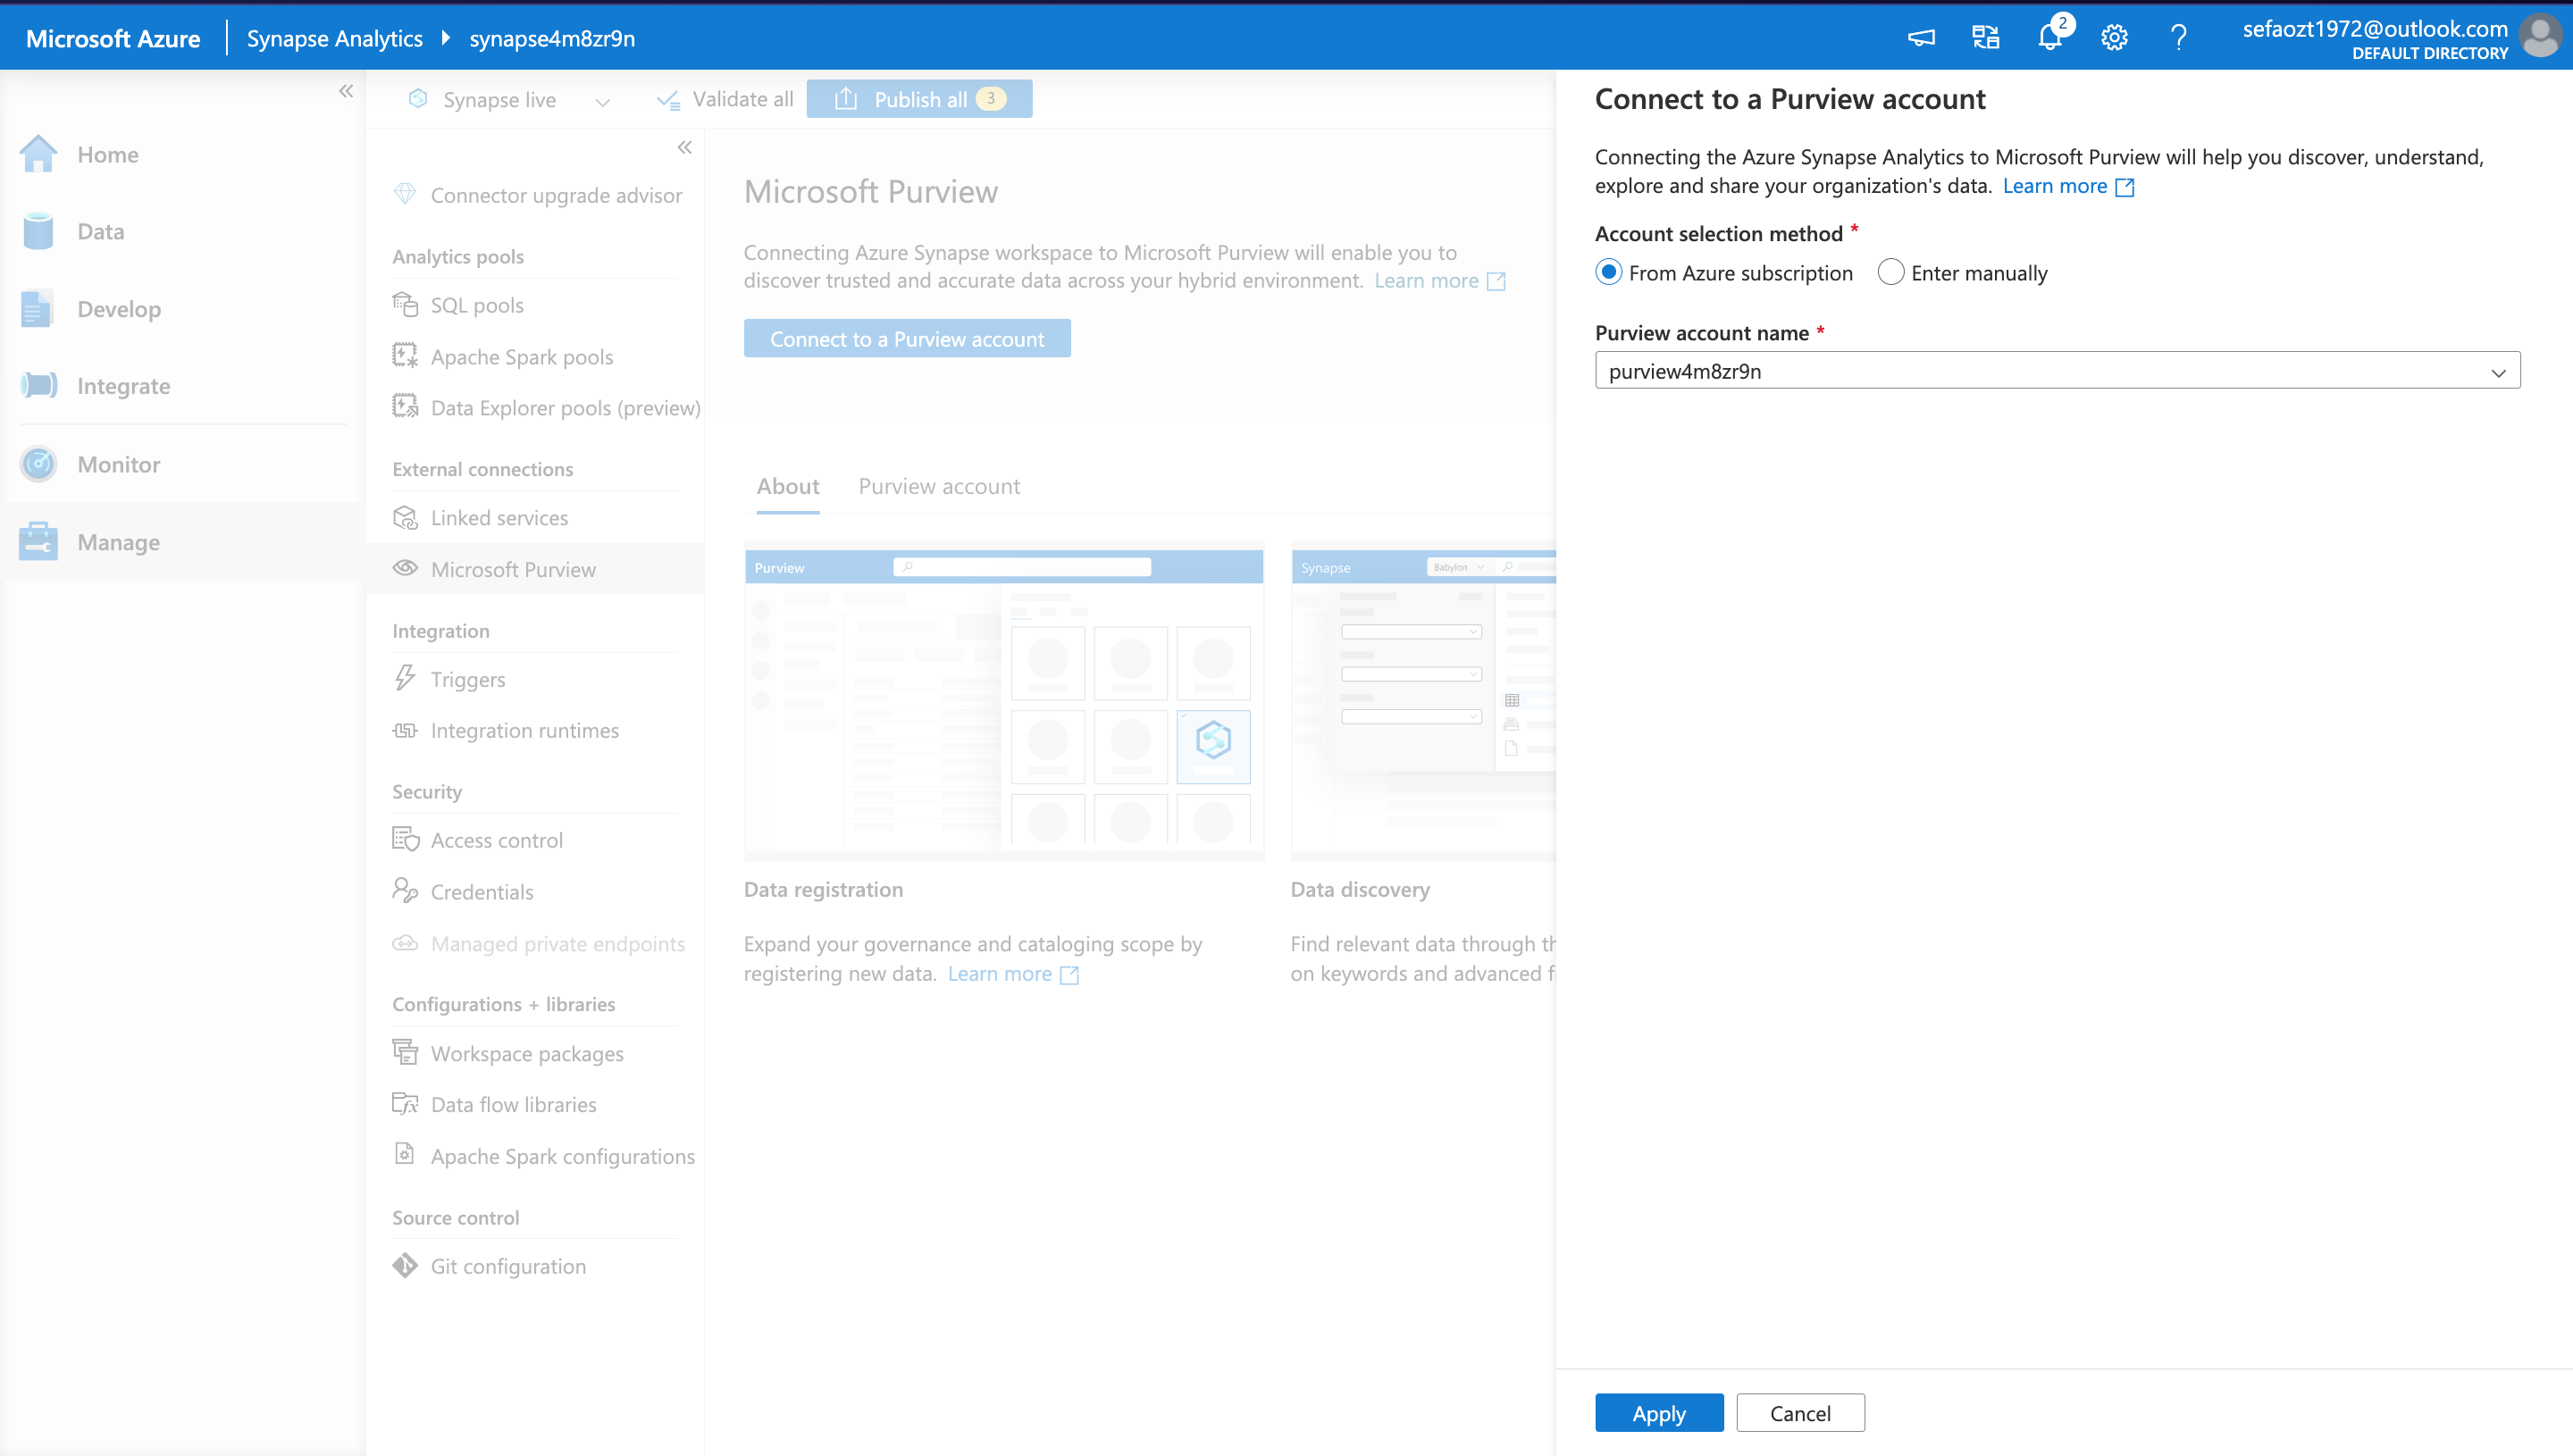 Microsoft Azure
Synapse Analytics
synapse4m8zr9n
2
sefaozt1972@outlook.com
DEFAULT DIRECTORY
Home
Data
Develop
Integrate
Monitor
Manage
Synapse live
Validate all
Publish all 3
Connector upgrade advisor
Analytics pools
SQL pools
Apache Spark pools
Data Explorer pools (preview)
External connections
Linked services
Microsoft Purview
Integration
Triggers
Integration runtimes
Security
Access control
Credentials
Managed private endpoints
Configurations + libraries
Workspace packages
Data flow libraries
Apache Spark configurations
Source control
Git configuration
Microsoft Purview
Connecting Azure Synapse workspace to Microsoft Purview will enable you to
discover trusted and accurate data across your hybrid environment. Learn more
Connect to a Purview account
About
Purview account
Purview
Synapse
Babylon
Data registration
Expand your governance and cataloging scope by
registering new data. Learn more
Data discovery
Find relevant data through th
on keywords and advanced f
Connect to a Purview account
Connecting the Azure Synapse Analytics to Microsoft Purview will help you discover, understand,
explore and share your organization's data. Learn more
Account selection method *
From Azure subscription
Enter manually
Purview account name *
purview4m8zr9n
Apply
Cancel